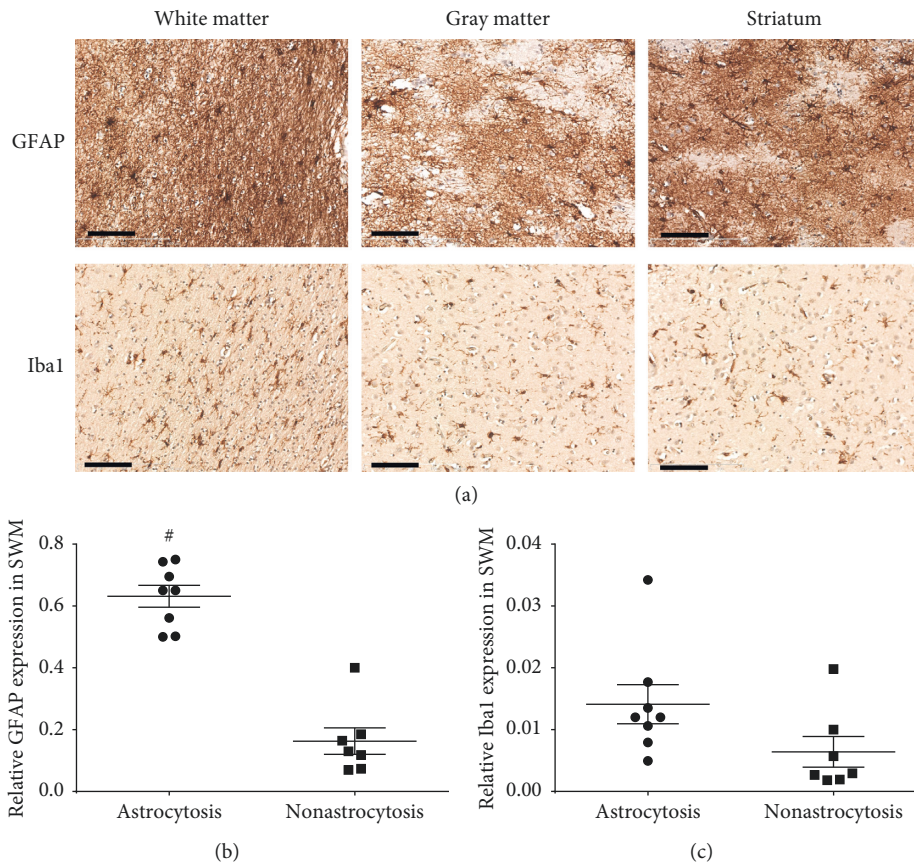 White matter Gray matter Striatum
GFAP
Iba1
(a)
#
Relative GFAP expression in SWM
0.8
0.6
0.4
0.2
0.0
Astrocytosis Nonastrocytosis
(b)
Relative Iba1 expression in SWM
0.04
0.03
0.02
0.01
0.00
Astrocytosis Nonastrocytosis
(c)